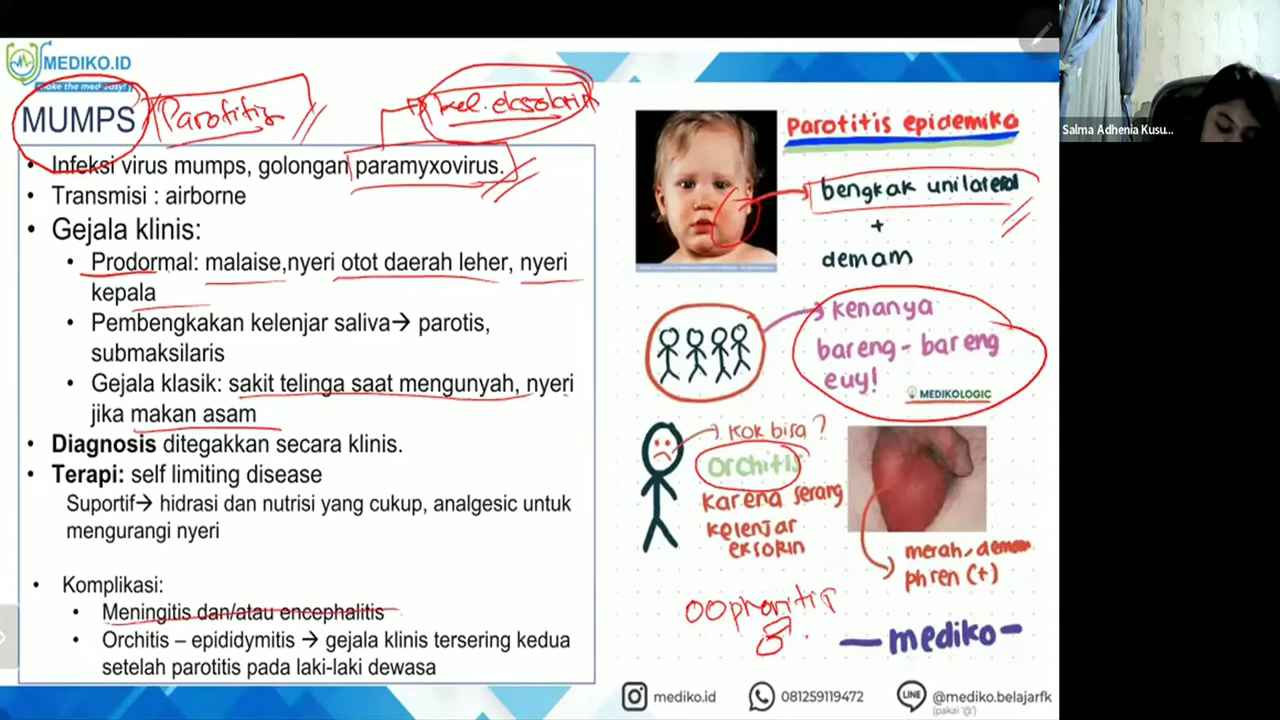 MEDIKO.ID
make the med easy!
MUMPS
Parotitis
kel. eksokrin
• Infeksi virus mumps, golongan paramyxovirus.
• Transmisi : airborne
• Gejala klinis:
• Prodormal: malaise,nyeri otot daerah leher, nyeri
kepala
• Pembengkakan kelenjar saliva→ parotis,
submaksilaris
• Gejala klasik: sakit telinga saat mengunyah, nyeri
jika makan asam
• Diagnosis ditegakkan secara klinis.
• Terapi: self limiting disease
Suportif→ hidrasi dan nutrisi yang cukup, analgesic untuk
mengurangi nyeri
• Komplikasi:
• Meningitis dan/atau encephalitis
• Orchitis – epididymitis → gejala klinis tersering kedua
setelah parotitis pada laki-laki dewasa
Parotitis epidemika
bengkak unilateral
+
demam
kenanya
bareng - bareng
euy!
MEDIKOLOGIC
kok bisa ?
Orchitis
karena serang
kelenjar
eksokrin
merah, demam
phren (+)
oophoritis
mediko
mediko.id
081259119472
LINE
@mediko.belajarfk
(pakai '@')
Salma Adhenia Kusu...